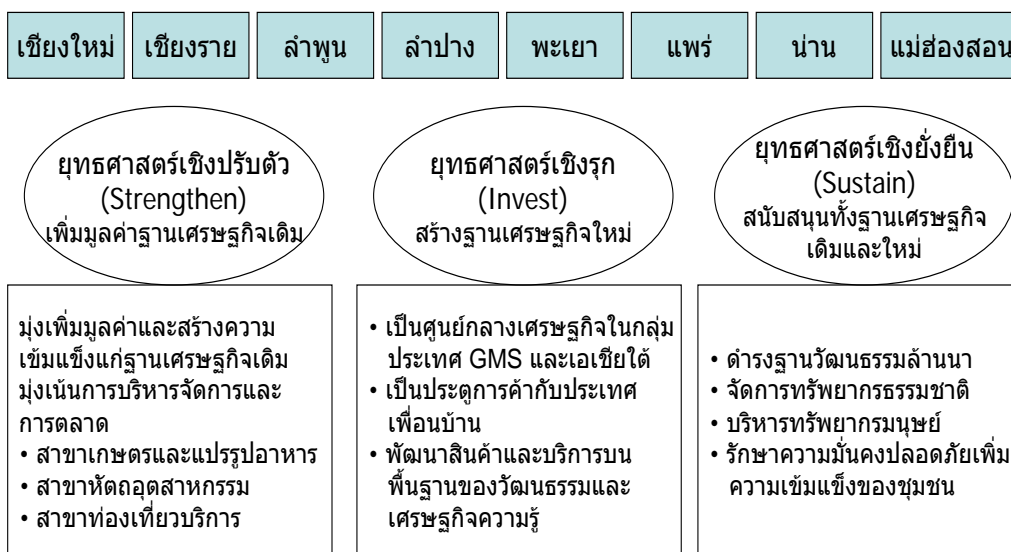 เชียงใหม่
เชียงราย
ลำพูน
ลำปาง
พะเยา
แพร่
น่าน
แม่ฮ่องสอน
ยุทธศาสตร์เชิงปรับตัว
(Strengthen)
เพิ่มมูลค่าฐานเศรษฐกิจเดิม
มุ่งเพิ่มมูลค่าและสร้างความ
เข้มแข็งแก่ฐานเศรษฐกิจเดิม
มุ่งเน้นการบริหารจัดการและ
การตลาด
• สาขาเกษตรและแปรรูปอาหาร
• สาขาหัตถอุตสาหกรรม
• สาขาท่องเที่ยวบริการ
ยุทธศาสตร์เชิงรุก
(Invest)
สร้างฐานเศรษฐกิจใหม่
• เป็นศูนย์กลางเศรษฐกิจในกลุ่ม
ประเทศ GMS และเอเชียใต้
• เป็นประตูการค้ากับประเทศ
เพื่อนบ้าน
• พัฒนาสินค้าและบริการบน
พื้นฐานของวัฒนธรรมและ
เศรษฐกิจความรู้
ยุทธศาสตร์เชิงยั่งยืน
(Sustain)
สนับสนุนทั้งฐานเศรษฐกิจ
เดิมและใหม่
• ดำรงฐานวัฒนธรรมล้านนา
• จัดการทรัพยากรธรรมชาติ
• บริหารทรัพยากรมนุษย์
• รักษาความมั่นคงปลอดภัยเพิ่ม
ความเข้มแข็งของชุมชน